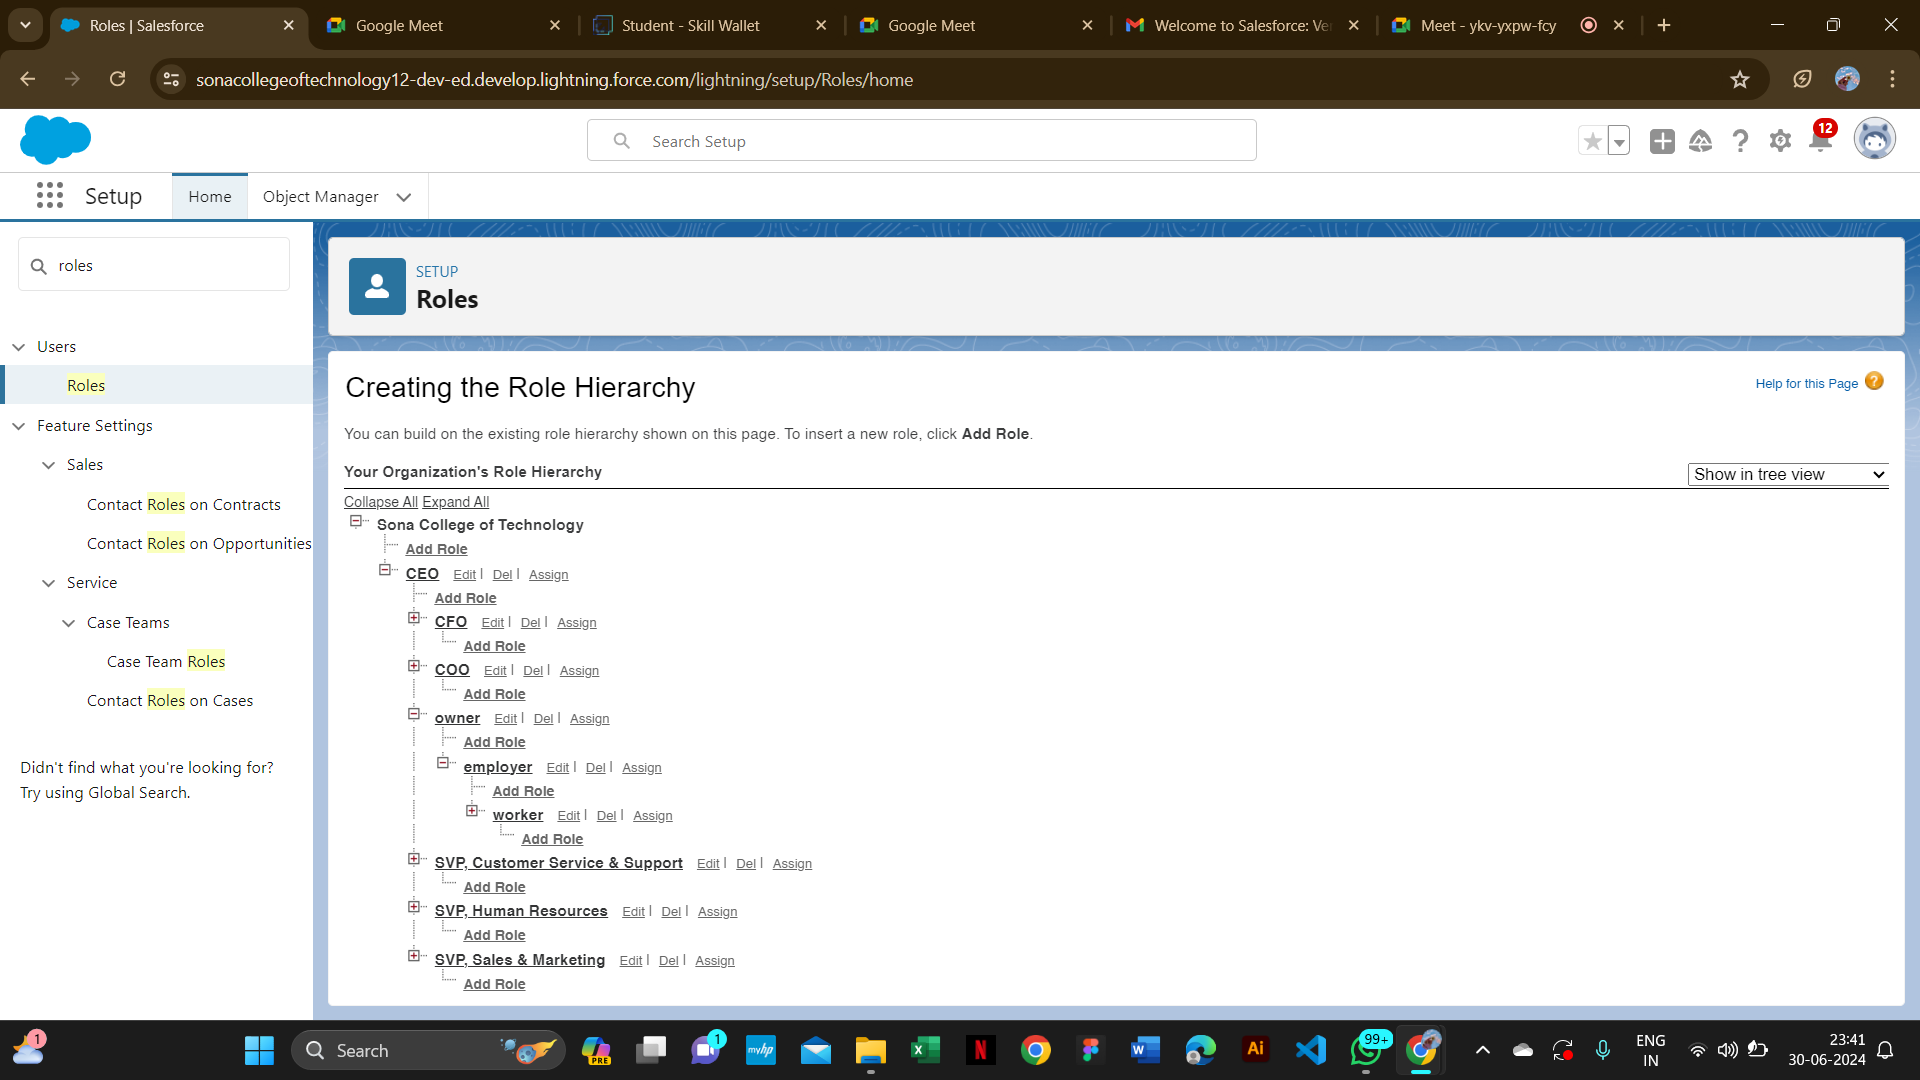 Roles | Salesforce
Google Meet
Student - Skill Wallet
Google Meet
Welcome to Salesforce: Ver
Meet - ykv-yxpw-fcy
sonacollegeoftechnology12-dev-ed.develop.lightning.force.com/lightning/setup/Roles/home
Search Setup
12
Setup
Home
Object Manager
roles
Users
Roles
Feature Settings
Sales
Contact Roles on Contracts
Contact Roles on Opportunities
Service
Case Teams
Case Team Roles
Contact Roles on Cases
Didn't find what you're looking for?
Try using Global Search.
SETUP
Roles
Creating the Role Hierarchy
Help for this Page ?
You can build on the existing role hierarchy shown on this page. To insert a new role, click Add Role.
Your Organization's Role Hierarchy
Show in tree view
Collapse All Expand All
Sona College of Technology
Add Role
CEO Edit | Del | Assign
Add Role
CFO Edit | Del | Assign
Add Role
COO Edit | Del | Assign
Add Role
owner Edit | Del | Assign
Add Role
employer Edit | Del | Assign
Add Role
worker Edit | Del | Assign
Add Role
SVP, Customer Service & Support Edit | Del | Assign
Add Role
SVP, Human Resources Edit | Del | Assign
Add Role
SVP, Sales & Marketing Edit | Del | Assign
Add Role
1
Search
PRE
1
myhp
N
W
Ai
99+
ENG
IN
23:41
30-06-2024